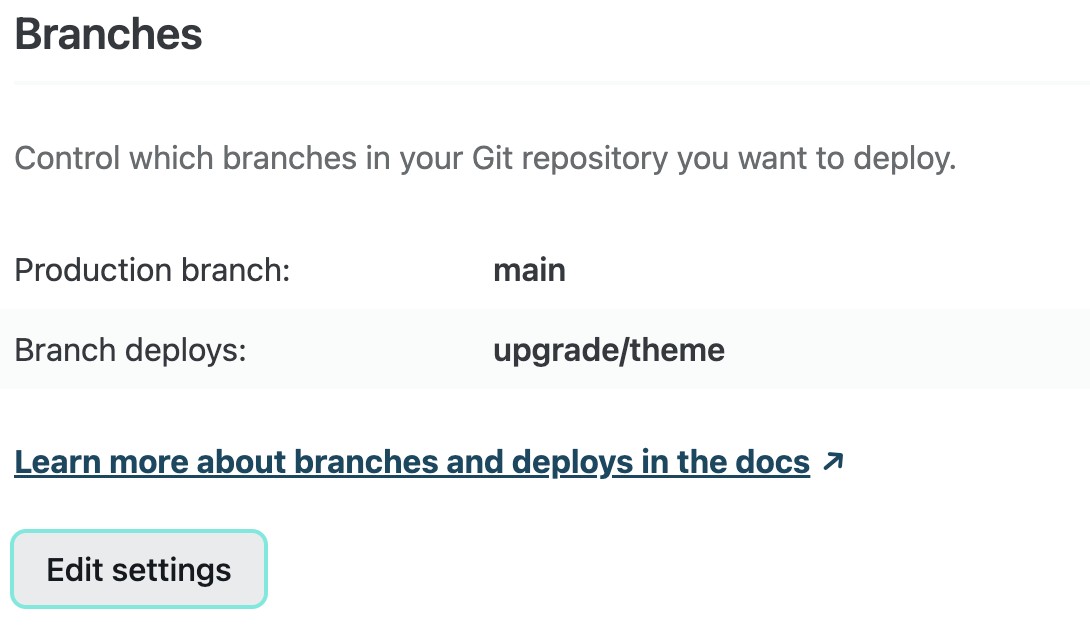 Branches
Control which branches in your Git repository you want to deploy.
Production branch: main
Branch deploys: upgrade/theme
Learn more about branches and deploys in the docs ↗
Edit settings